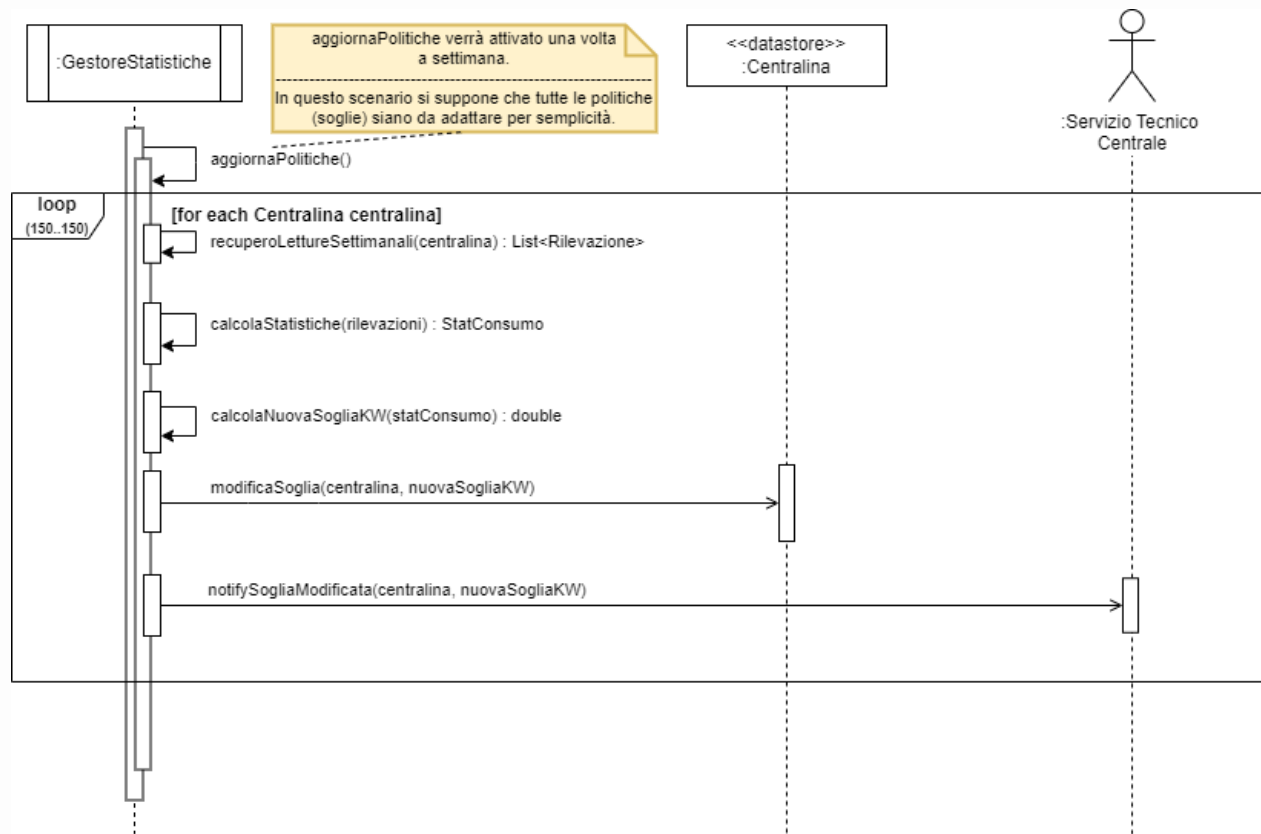 :GestoreStatistiche
aggiornaPolitiche verrà attivato una volta
a settimana.
In questo scenario si suppone che tutte le politiche
(soglie) siano da adattare per semplicità.
<<datastore>>
:Centralina
:Servizio Tecnico
Centrale
aggiornaPolitiche()
loop
(150..150)
[for each Centralina centralina]
recuperoLettureSettimanali(centralina) : List<Rilevazione>
calcolaStatistiche(rilevazioni) : StatConsumo
calcolaNuovaSogliaKW(statConsumo) : double
modificaSoglia(centralina, nuovaSogliaKW)
notifySogliaModificata(centralina, nuovaSogliaKW)